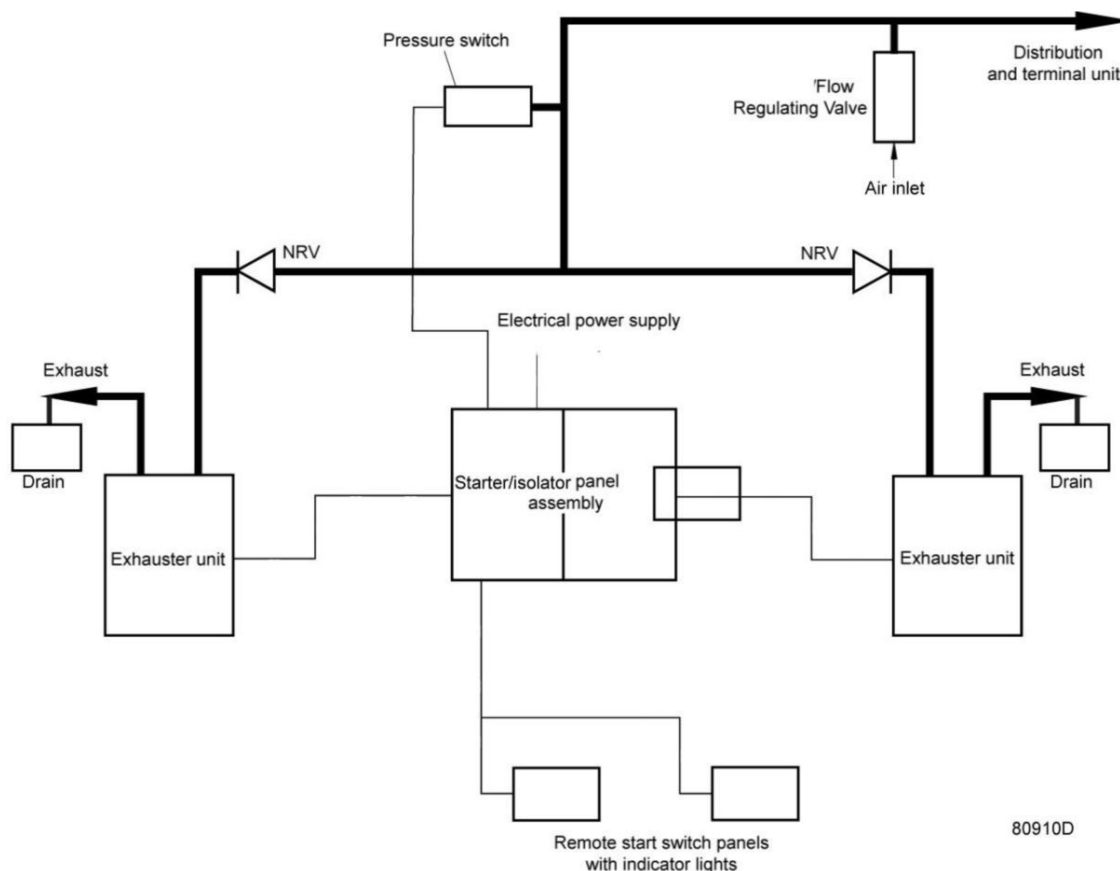 Pressure switch
Distribution
and terminal unit
'Flow
Regulating Valve
Air inlet
NRV
NRV
Electrical power supply
Exhaust
Exhaust
Drain
Drain
Starter/isolator panel
assembly
Exhauster unit
Exhauster unit
Remote start switch panels
with indicator lights
80910D